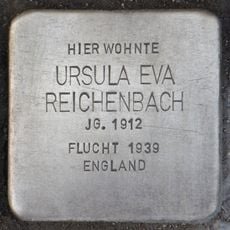 HIER WOHNTE
URSULA EVA
REICHENBACH
JG. 1912
FLUCHT 1939
ENGLAND